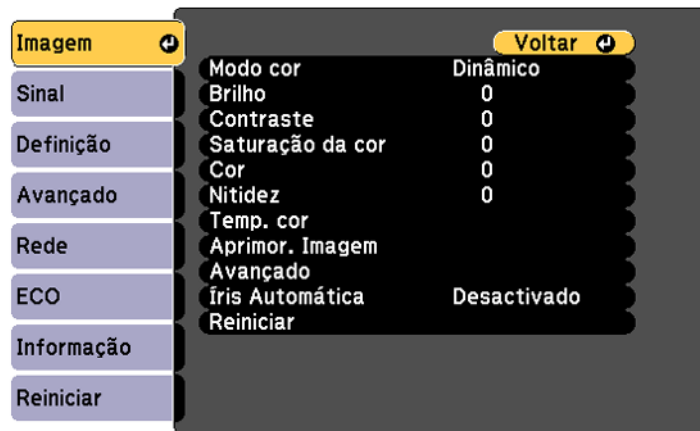 Imagem
Sinal
Definição
Avançado
Rede
ECO
Informação
Reiniciar
Voltar
Modo cor Dinâmico
Brilho 0
Contraste 0
Saturação da cor 0
Cor 0
Nitidez 0
Temp. cor
Aprimor. Imagem
Avançado
Íris Automática Desactivado
Reiniciar